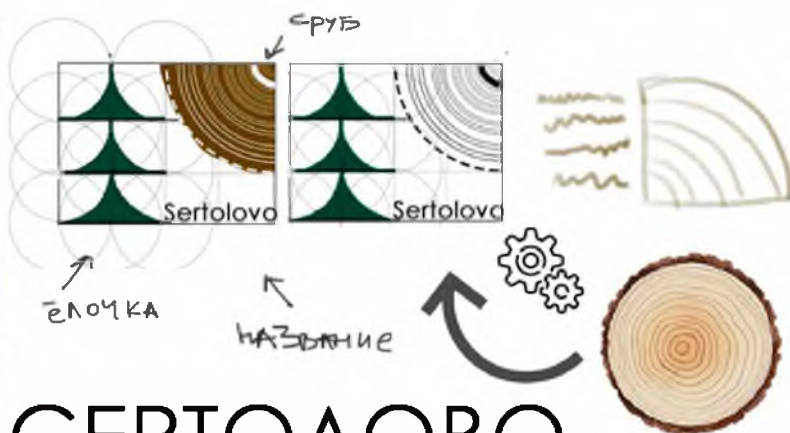 сруб
Sertolovo Sertolovo
ёлочка
название
СЕРТОЛОВО